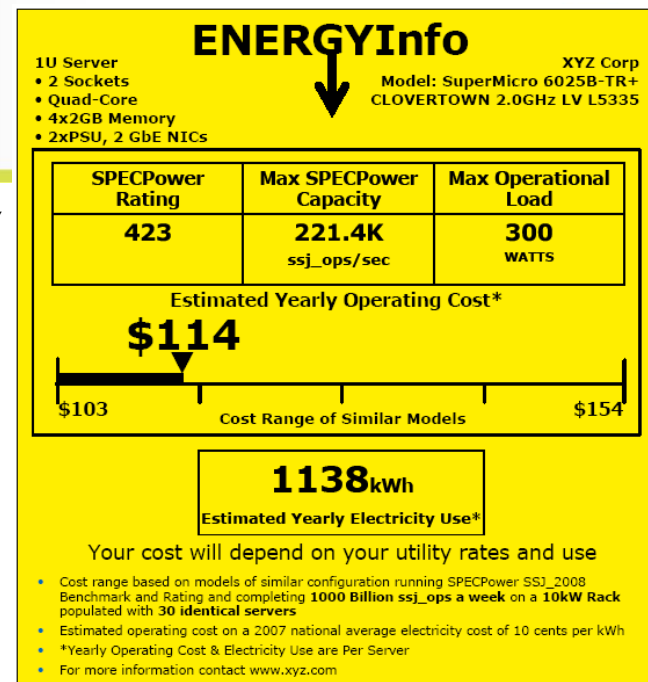 ENERGYInfo
1U Server
• 2 Sockets
• Quad-Core
• 4x2GB Memory
• 2xPSU, 2 GbE NICs
XYZ Corp
Model: SuperMicro 6025B-TR+
CLOVERTOWN 2.0GHz LV L5335
SPECPower Rating
423
Max SPECPower Capacity
221.4K
ssj_ops/sec
Max Operational Load
300
WATTS
Estimated Yearly Operating Cost*
$114
$103
Cost Range of Similar Models
$154
1138kWh
Estimated Yearly Electricity Use*
Your cost will depend on your utility rates and use
• Cost range based on models of similar configuration running SPECPower SSJ_2008
Benchmark and Rating and completing 1000 Billion ssj_ops a week on a 10kW Rack
populated with 30 identical servers
• Estimated operating cost on a 2007 national average electricity cost of 10 cents per kWh
• *Yearly Operating Cost & Electricity Use are Per Server
• For more information contact www.xyz.com